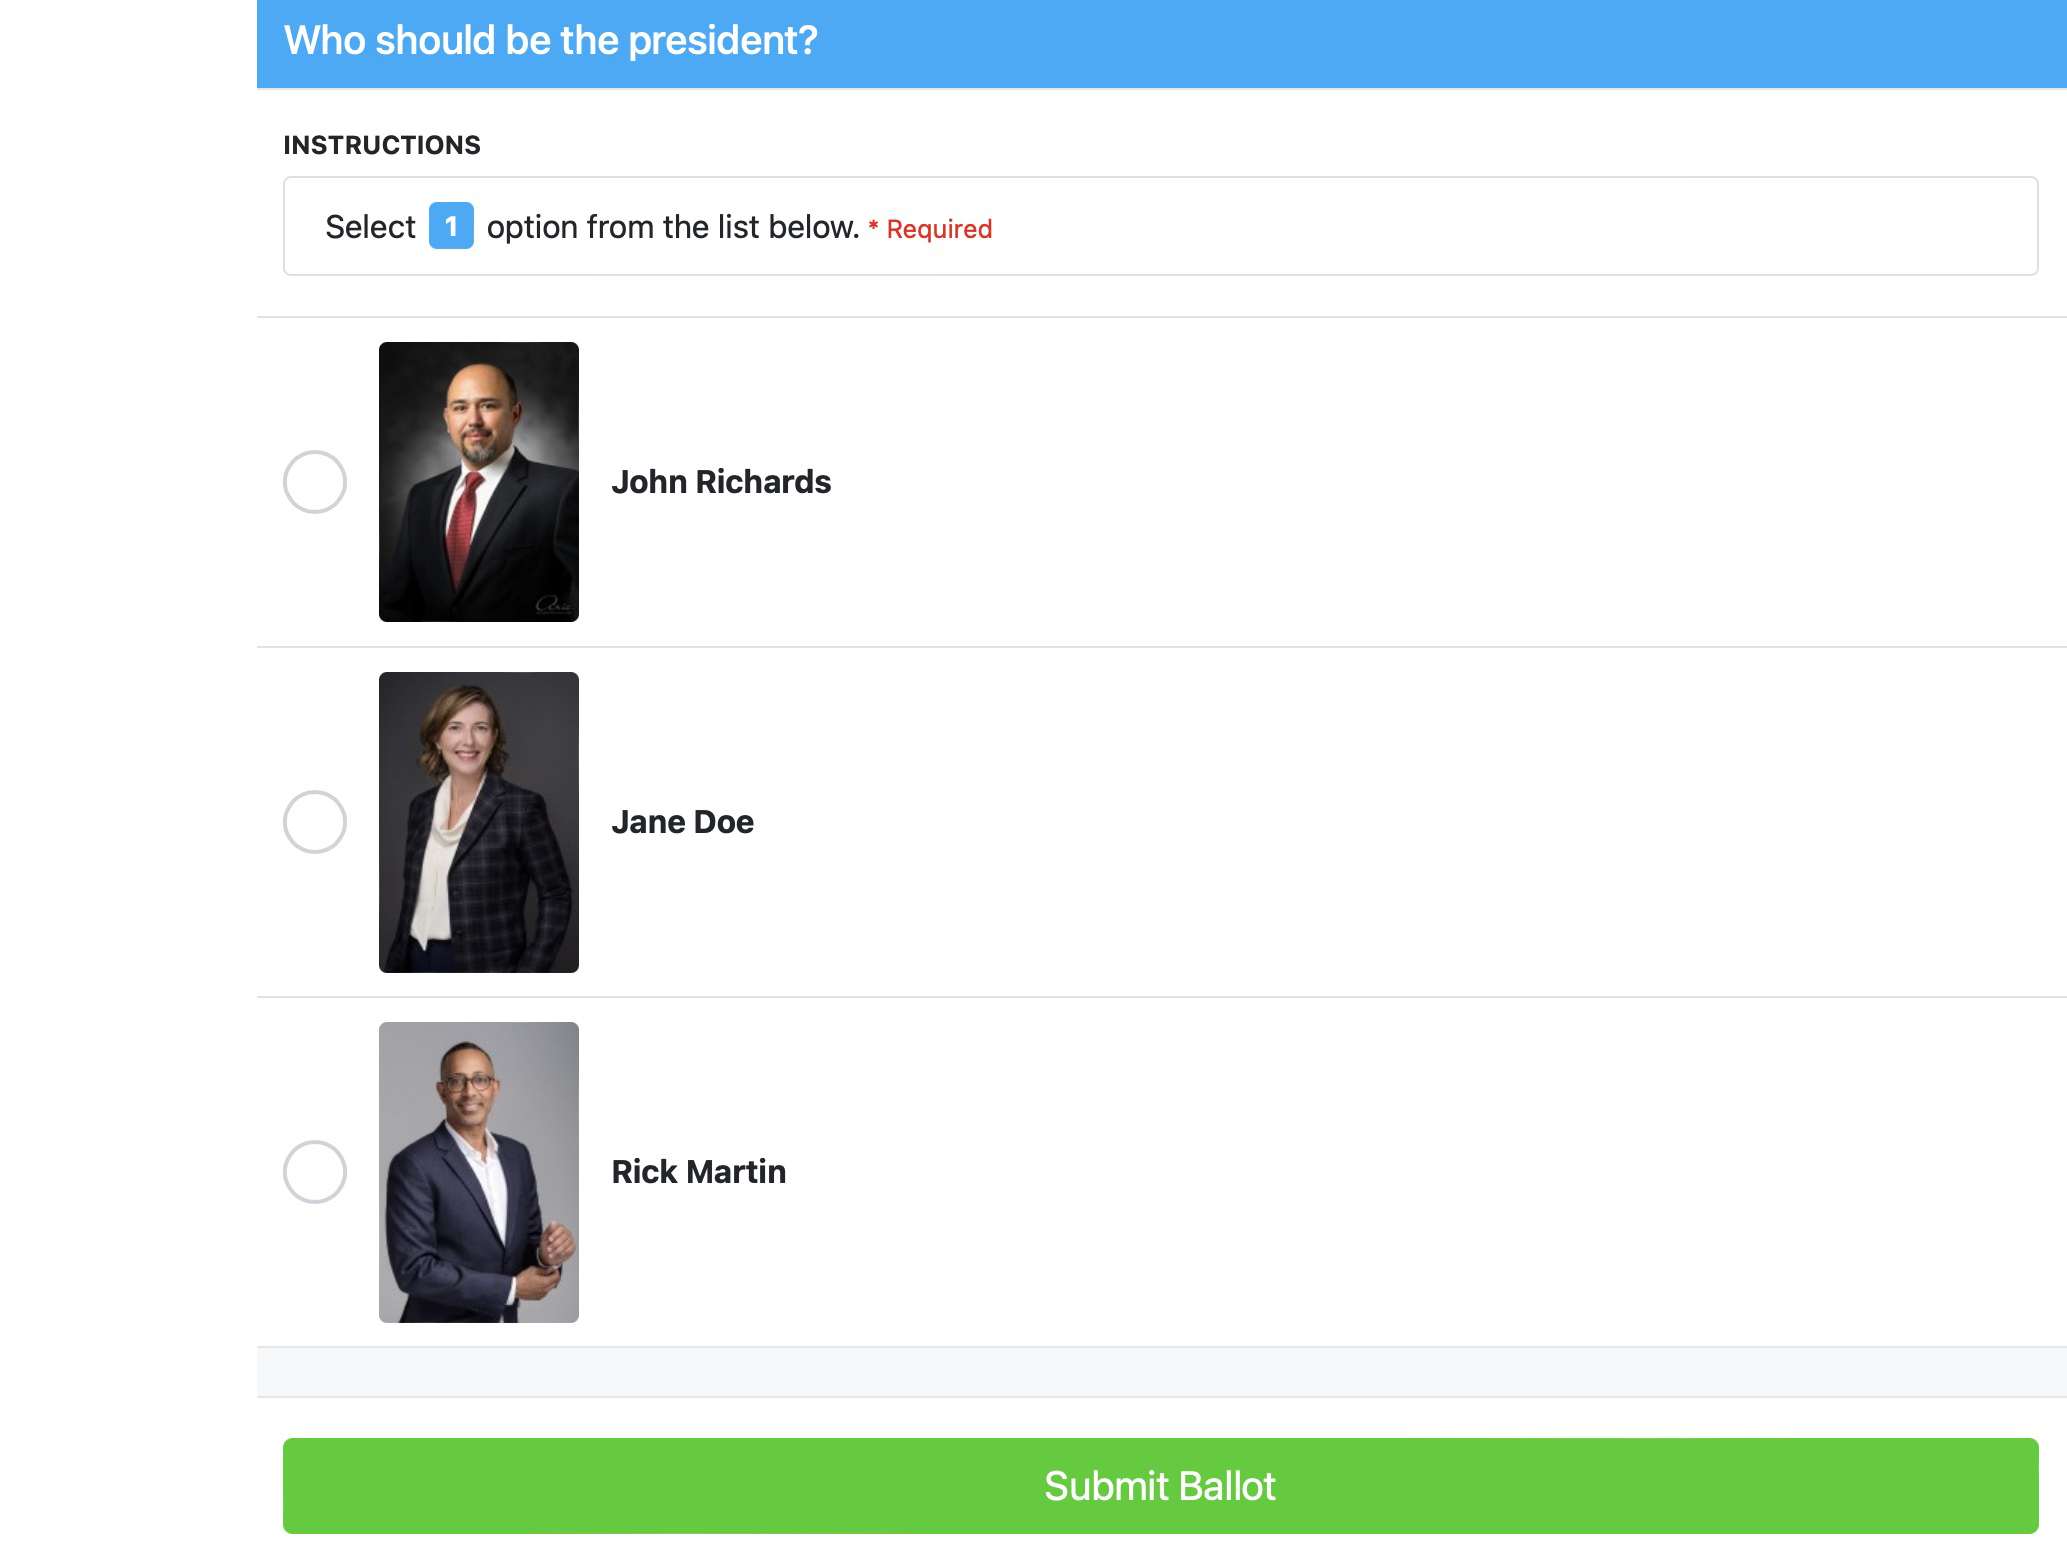 Who should be the president?
INSTRUCTIONS
Select 1 option from the list below. * Required
John Richards
Jane Doe
Rick Martin
Submit Ballot